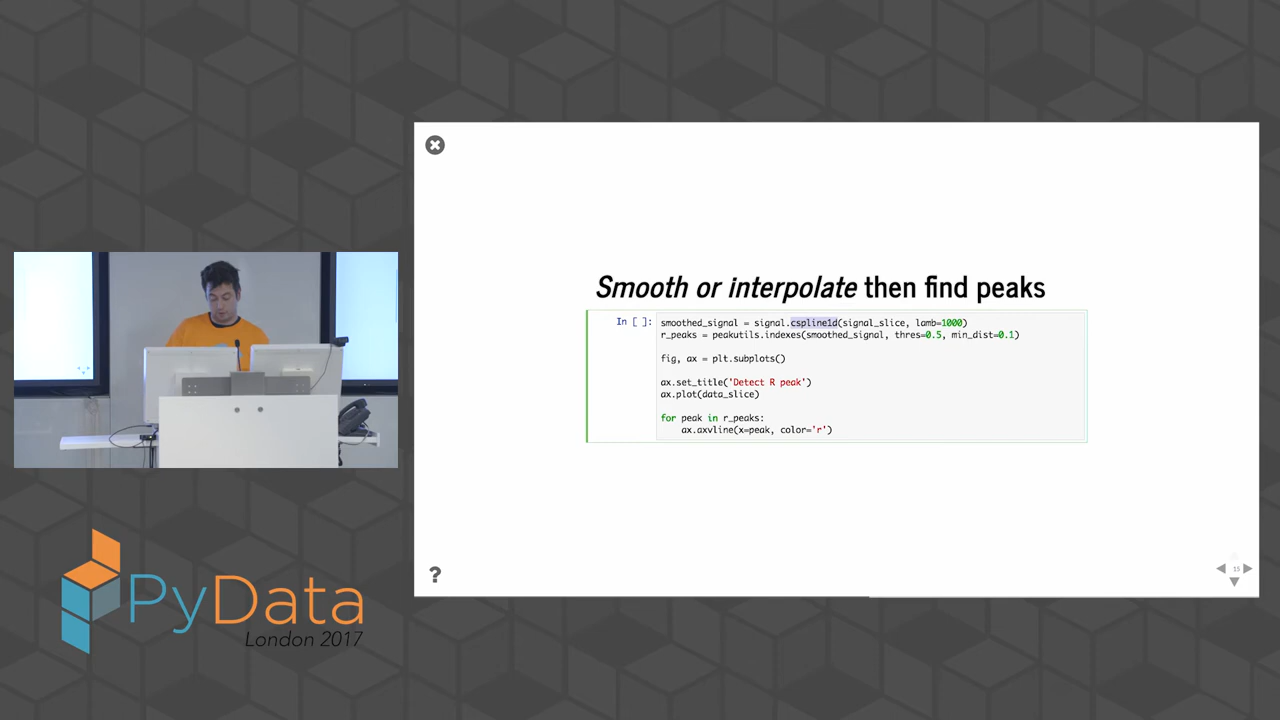 Smooth or interpolate then find peaks
In [ ]:
smoothed_signal = signal.cspline1d(signal_slice, lamb=1000)
r_peaks = peakutils.indexes(smoothed_signal, thres=0.5, min_dist=0.1)
fig, ax = plt.subplots()
ax.set_title('Detect R peak')
ax.plot(data_slice)
for peak in r_peaks:
ax.axvline(x=peak, color='r')
?
15
PyData
London 2017